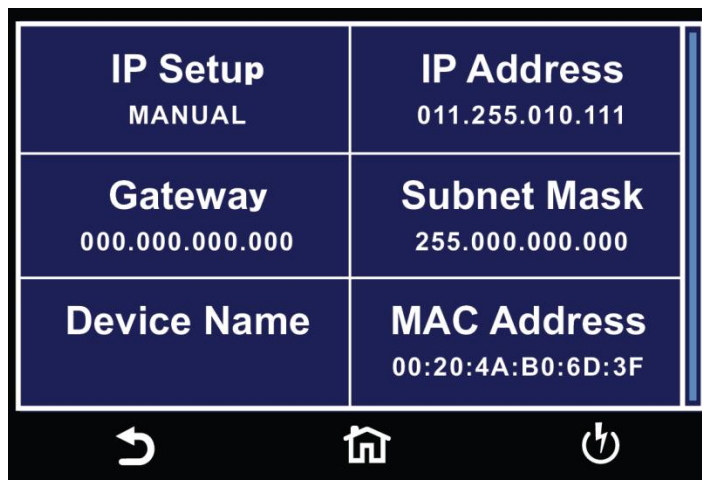 IP Setup
MANUAL
IP Address
011.255.010.111
Gateway
000.000.000.000
Subnet Mask
255.000.000.000
Device Name
MAC Address
00:20:4A:B0:6D:3F